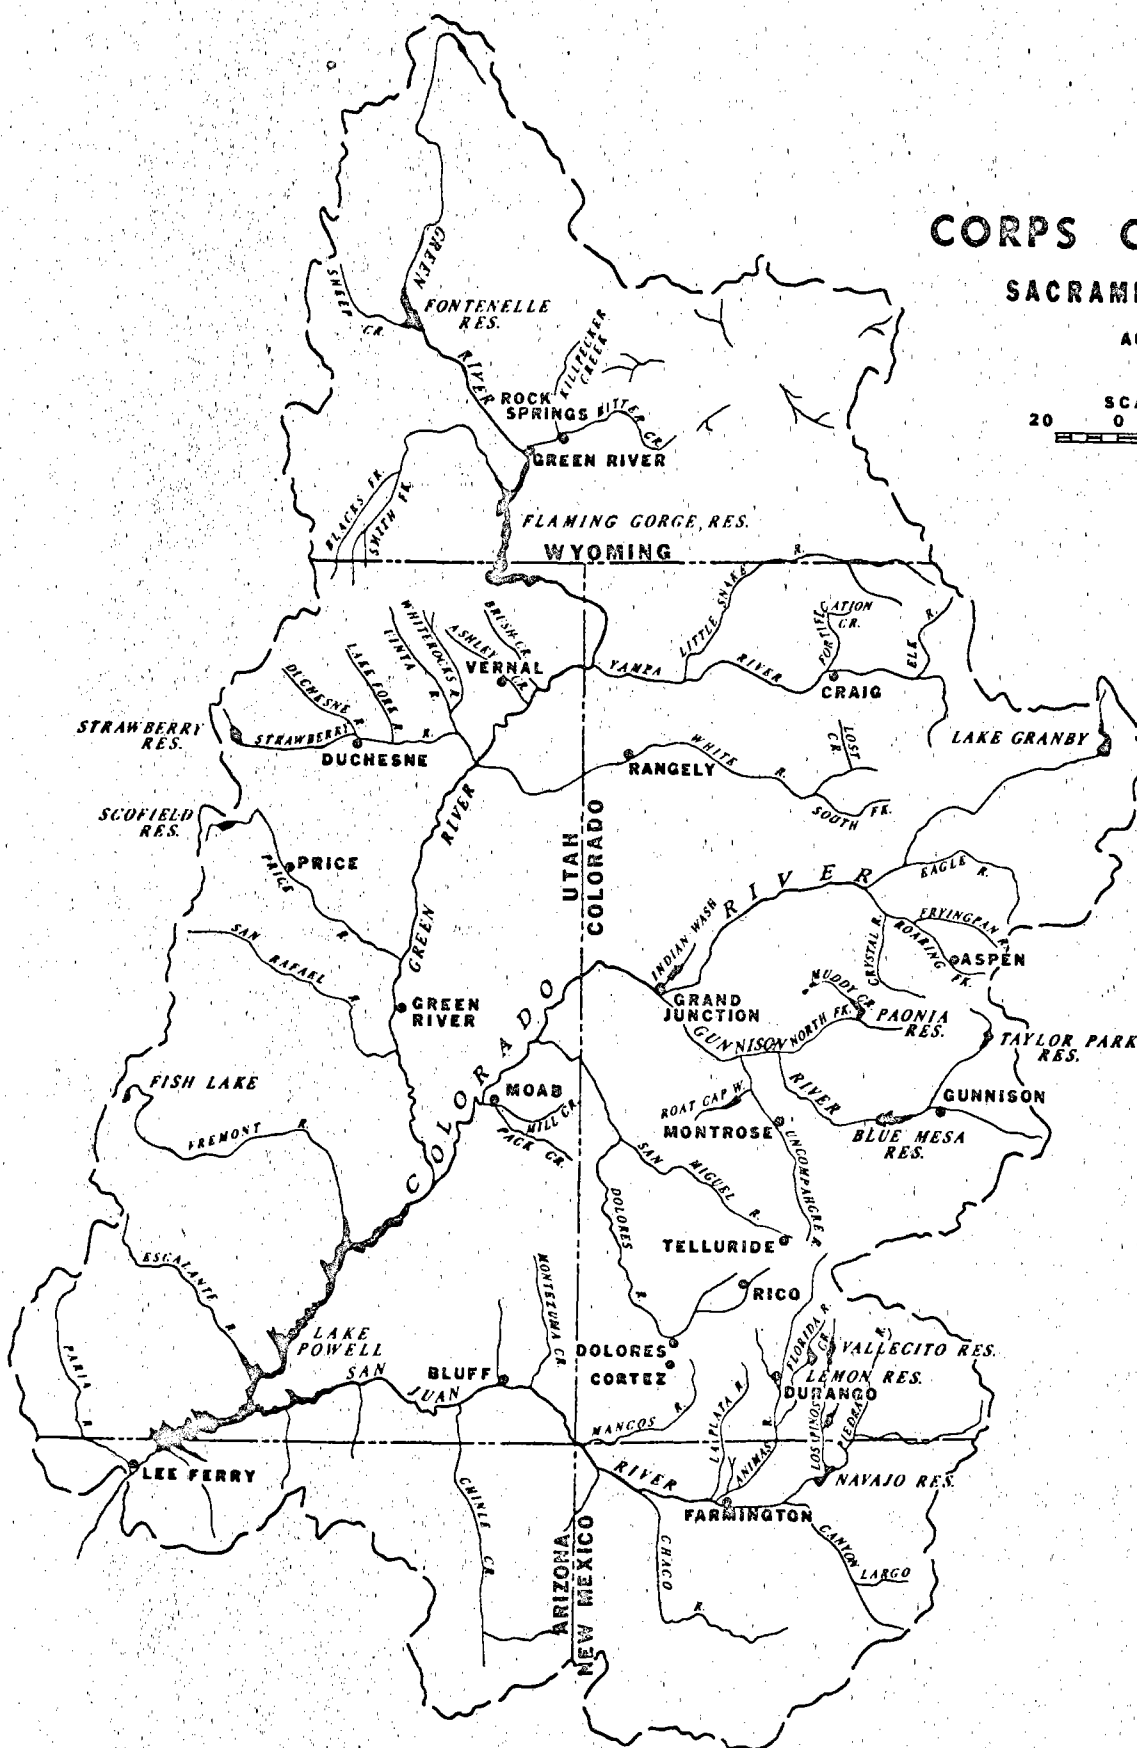 CORPS
SACRAM
20 0
GREEN
SHEEP
CR.
FONTENELLE
RES.
RIVER
KILLPECKER
CREEK
ROCK
SPRINGS
BITTER
CR.
GREEN RIVER
BLACKS FK.
SMITH FK.
FLAMING GORGE, RES.
WYOMING
R.
LITTLE SNAKE
FORTIFICATION
CR.
ELK R.
WHITEROCKS R.
UINTA R.
BRUSH CR.
ASHLEY CR.
VERNAL
YAMPA
RIVER
CRAIG
LAKE FORK R.
DUCHESNE R.
STRAWBERRY
RES.
STRAWBERRY R.
DUCHESNE
LOST
CR.
LAKE GRANBY
RANGELY
WHITE
R.
SOUTH FK.
SCOFIELD
RES.
PRICE
PRICE
R.
GREEN
RIVER
UTAH
COLORADO
RIVER
EAGLE R.
INDIAN WASH
CRYSTAL R.
FRYINGPAN R.
ROARING
FK.
ASPEN
SAN
RAFAEL
R.
GREEN
RIVER
COLORADO
GRAND
JUNCTION
MUDDY CR.
PAONIA
RES.
GUNNISON
NORTH FK.
TAYLOR PARK
RES.
FISH LAKE
MOAB
MILL CR.
PACK CR.
RIVER
GUNNISON
ROAT CAP W.
MONTROSE
BLUE MESA
RES.
FREMONT R.
SAN
MIGUEL
R.
UNCOMPAHGRE R.
DOLORES
R.
TELLURIDE
ESCALANTE
R.
MONTEZUMA CR.
RICO
LAKE
POWELL
SAN
JUAN
BLUFF
DOLORES
CORTEZ
FLORIDA R.
CR.
R.
VALLECITO RES.
LEMON RES.
DURANGO
PARIA
R.
MANCOS R.
LA PLATA R.
ANIMAS R.
LOS PINOS
PIEDRA
LEE FERRY
RIVER
NAVAJO RES.
FARMINGTON
CHINLE
CR.
CHACO
R.
CANYON
LARGO
ARIZONA
NEW MEXICO